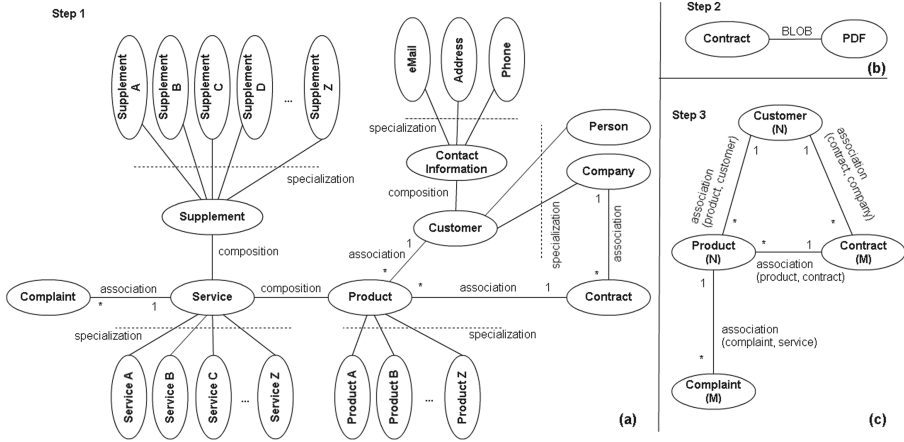 Step 1
Supplement A
Supplement B
Supplement C
Supplement D
...
Supplement Z
specialization
Supplement
composition
eMail
Address
Phone
specialization
Contact
Information
composition
Person
Company
1
specialization
association
Customer
1
association
*
Complaint
association
*
1
Service
composition
Product
*
association
1
*
Contract
specialization
Service A
Service B
Service C
...
Service Z
specialization
Product A
Product B
...
Product Z
(a)
Step 2
Contract
BLOB
PDF
(b)
Step 3
Customer
(N)
1
1
association
(product, customer)
association
(contract, company)
*
*
Product
(N)
*
1
Contract
(M)
association
(product, contract)
1
association
(complaint, service)
*
Complaint
(M)
(c)